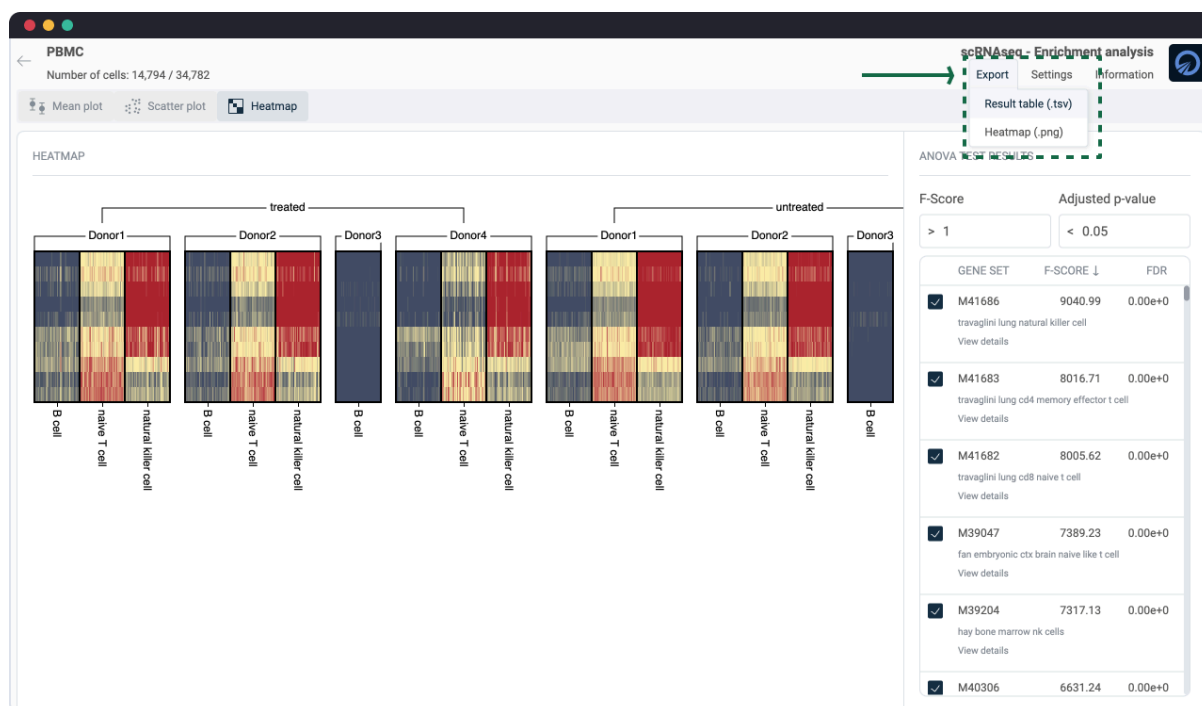 PBMC
Number of cells: 14,794 / 34,782
scRNAseq - Enrichment analysis
Export Settings Information
Result table (.tsv)
Heatmap (.png)
Mean plot Scatter plot Heatmap
HEATMAP
treated untreated
Donor1 Donor2 Donor3 Donor4 Donor1 Donor2 Donor3
B cell
naive T cell
natural killer cell
B cell
naive T cell
natural killer cell
B cell
B cell
naive T cell
natural killer cell
B cell
naive T cell
natural killer cell
B cell
naive T cell
natural killer cell
B cell
ANOVA TEST RESULTS
F-Score Adjusted p-value
> 1 < 0.05
GENE SET F-SCORE ↓ FDR
M41686 9040.99 0.00e+0
travaglini lung natural killer cell
View details
M41683 8016.71 0.00e+0
travaglini lung cd4 memory effector t cell
View details
M41682 8005.62 0.00e+0
travaglini lung cd8 naive t cell
View details
M39047 7389.23 0.00e+0
fan embryonic ctx brain naive like t cell
View details
M39204 7317.13 0.00e+0
hay bone marrow nk cells
View details
M40306 6631.24 0.00e+0